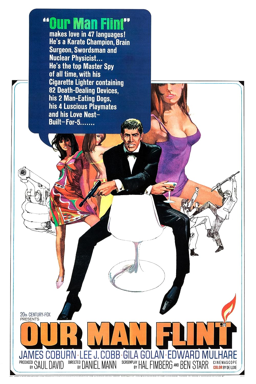 “Our Man Flint”
makes love in 47 languages!
He's a Karate Champion, Brain
Surgeon, Swordsman and
Nuclear Physicist...
He's the top Master Spy
of all time, with his
Cigarette Lighter containing
82 Death-Dealing Devices,
his 2 Man-Eating Dogs,
his 4 Luscious Playmates
and his Love Nest-
Built-For-5.......
20th CENTURY-FOX
PRESENTS
OUR MAN FLINT
JAMES COBURN · LEE J. COBB · GILA GOLAN · EDWARD MULHARE
PRODUCED BY SAUL DAVID DIRECTED BY DANIEL MANN SCREENPLAY BY HAL FIMBERG AND BEN STARR CINEMASCOPE COLOR BY DE LUXE